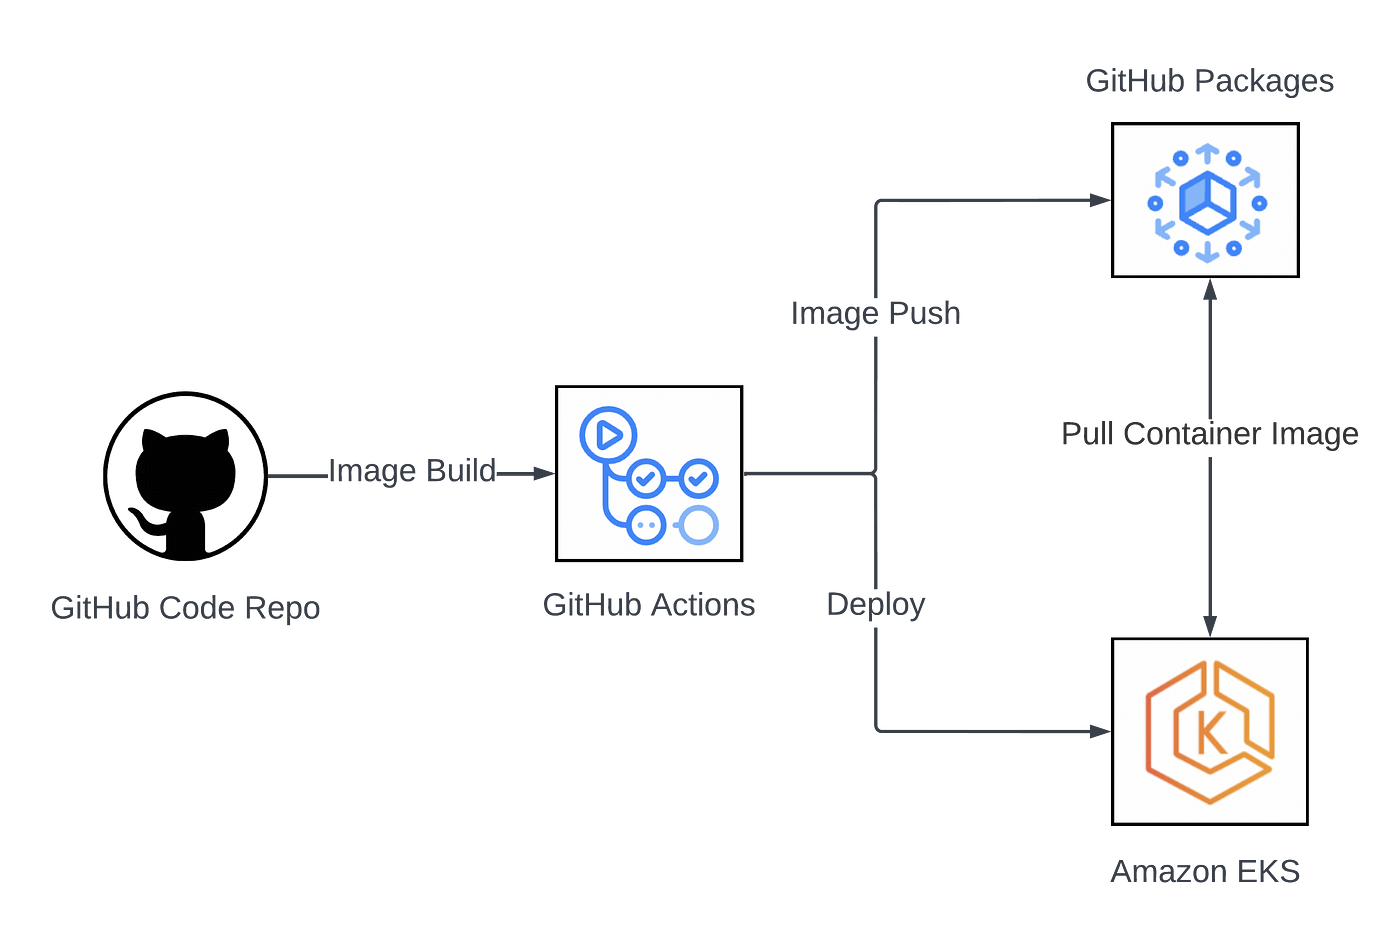 GitHub Packages
Image Push
Pull Container Image
Image Build
GitHub Code Repo
GitHub Actions
Deploy
K
Amazon EKS